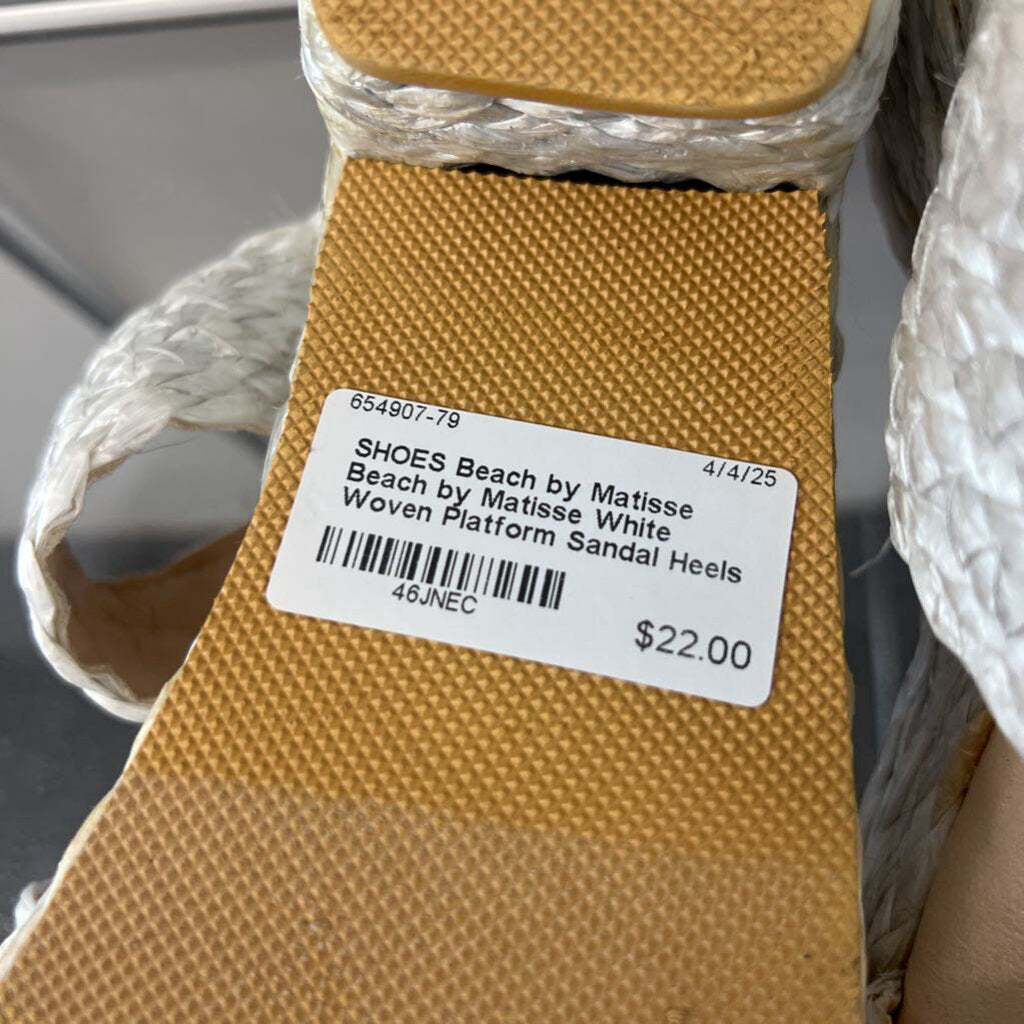 654907-79
4/4/25
SHOES Beach by Matisse
Beach by Matisse White
Woven Platform Sandal Heels
46JNEC
$22.00